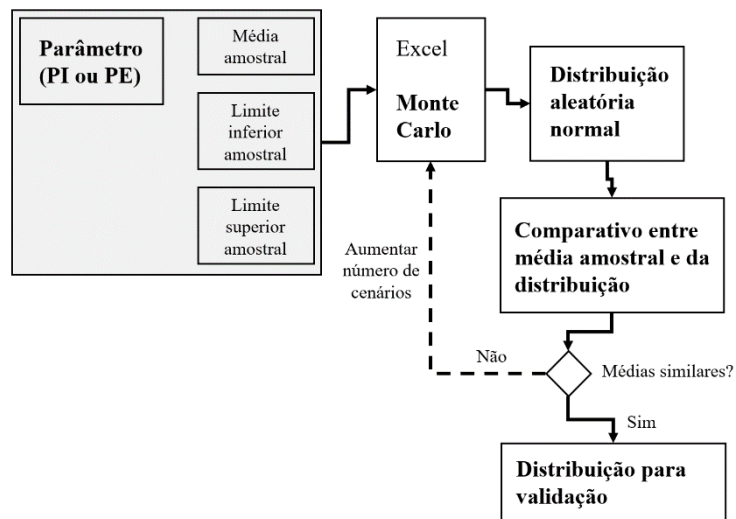 Parâmetro
(PI ou PE)
Média
amostral
Limite
inferior
amostral
Limite
superior
amostral
Excel
Monte
Carlo
Distribuição
aleatória
normal
Comparativo entre
média amostral e da
distribuição
Aumentar
número de
cenários
Não
Médias similares?
Sim
Distribuição para
validação